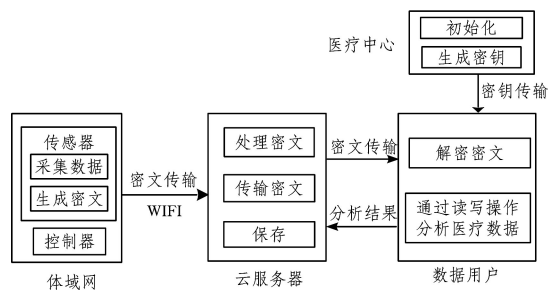 医疗中心
初始化
生成密钥
密钥传输
传感器
采集数据
生成密文
控制器
体域网
密文传输
WIFI
处理密文
传输密文
保存
云服务器
密文传输
分析结果
解密密文
通过读写操作
分析医疗数据
数据用户